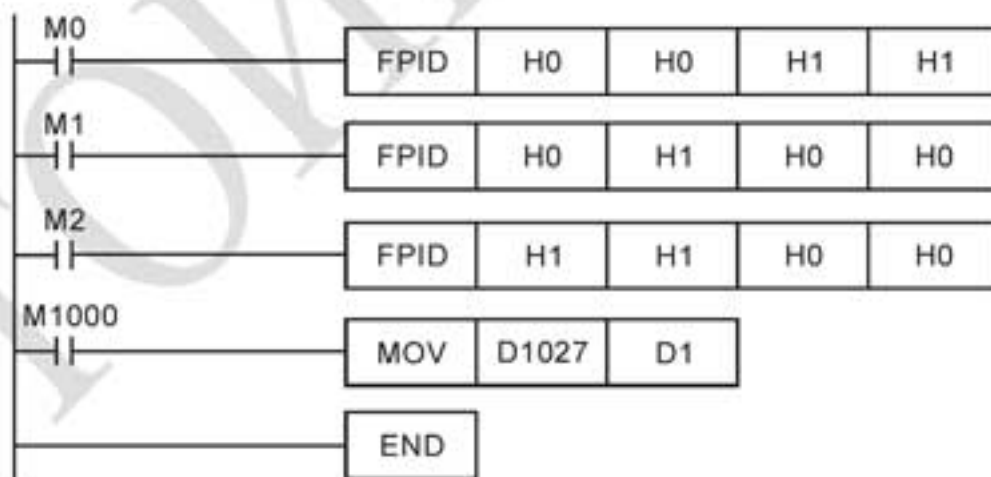 M0
FPID H0 H0 H1 H1
M1
FPID H0 H1 H0 H0
M2
FPID H1 H1 H0 H0
M1000
MOV D1027 D1
END